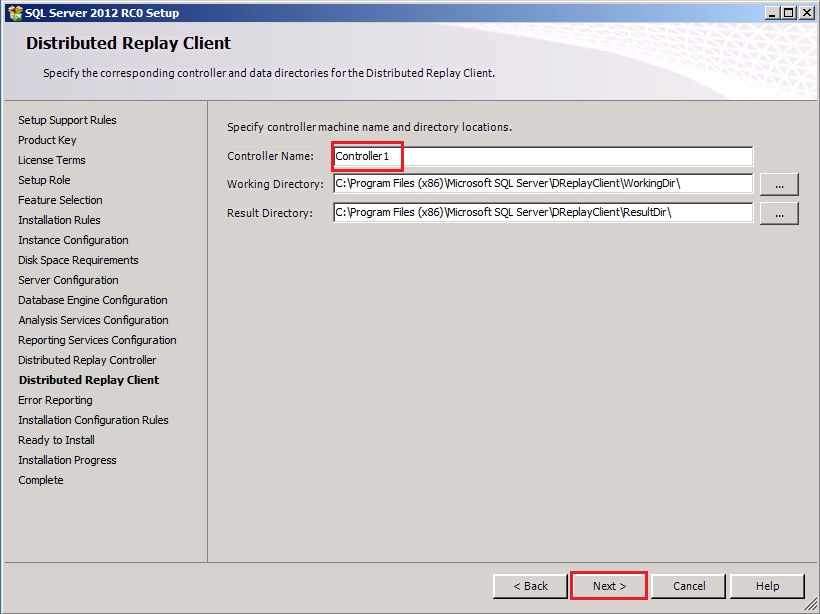 SQL Server 2012 RC0 Setup
Distributed Replay Client
Specify the corresponding controller and data directories for the Distributed Replay Client.
Setup Support Rules
Product Key
License Terms
Setup Role
Feature Selection
Installation Rules
Instance Configuration
Disk Space Requirements
Server Configuration
Database Engine Configuration
Analysis Services Configuration
Reporting Services Configuration
Distributed Replay Controller
Distributed Replay Client
Error Reporting
Installation Configuration Rules
Ready to Install
Installation Progress
Complete
Specify controller machine name and directory locations.
Controller Name: Controller1
Working Directory: C:\Program Files (x86)\Microsoft SQL Server\DReplayClient\WorkingDir\ ...
Result Directory: C:\Program Files (x86)\Microsoft SQL Server\DReplayClient\ResultDir\ ...
< Back Next > Cancel Help